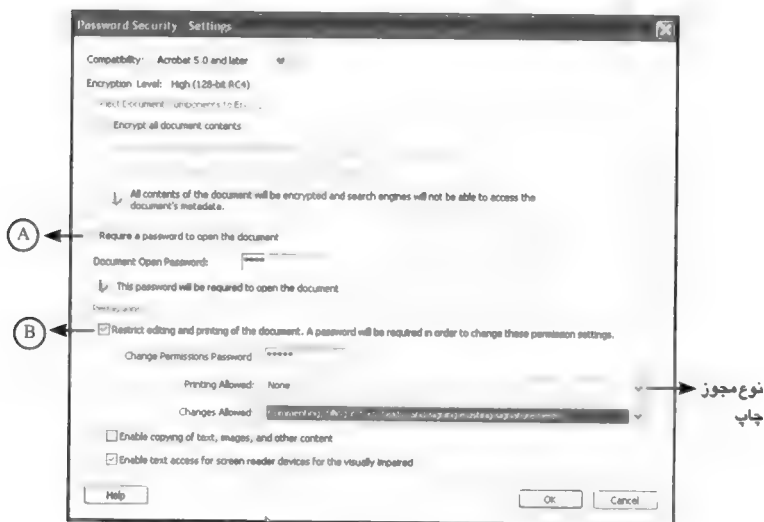 Password Security Settings
Compatibility: Acrobat 5.0 and later
Encryption Level: High (128-bit RC4)
Encrypt all document contents
All contents of the document will be encrypted and search engines will not be able to access the
document's metadata.
A
Require a password to open the document
Document Open Password: ****
This password will be required to open the document
B
Restrict editing and printing of the document. A password will be required in order to change these permission settings.
Change Permissions Password *****
Printing Allowed: None
نوع مجوز
چاپ
Changes Allowed: Commenting, filling in
Enable copying of text, images, and other content
Enable text access for screen reader devices for the visually impaired
Help
OK
Cancel